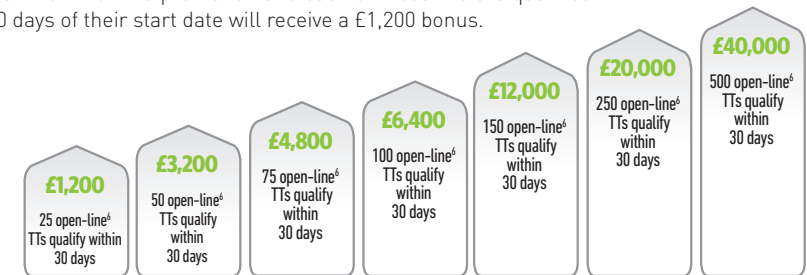 0 days of their start date will receive a £1,200 bonus.
£1,200
25 open-line⁶
TTs qualify within
30 days
£3,200
50 open-line⁶
TTs qualify
within
30 days
£4,800
75 open-line⁶
TTs qualify
within
30 days
£6,400
100 open-line⁶
TTs qualify
within
30 days
£12,000
150 open-line⁶
TTs qualify
within
30 days
£20,000
250 open-line⁶
TTs qualify
within
30 days
£40,000
500 open-line⁶
TTs qualify
within
30 days